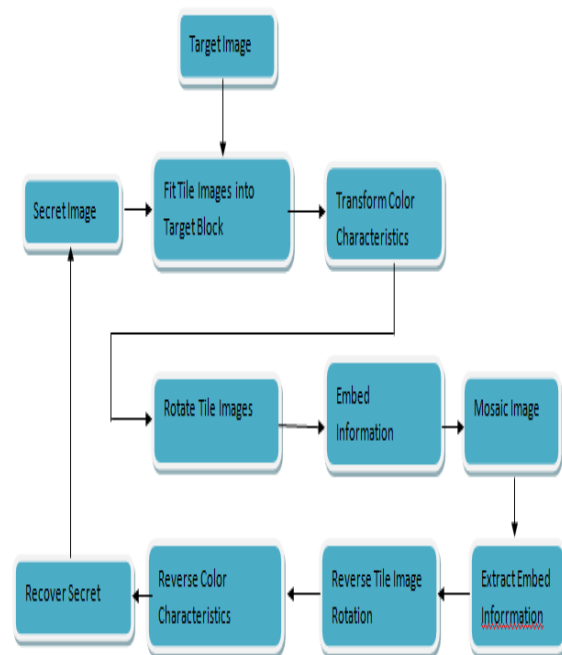 Target Image
Secret Image
Fit Tile Images into
Target Block
Transform Color
Characteristics
Rotate Tile Images
Embed
Information
Mosaic Image
Extract Embed
Inforrmation
Reverse Tile Image
Rotation
Reverse Color
Characteristics
Recover Secret